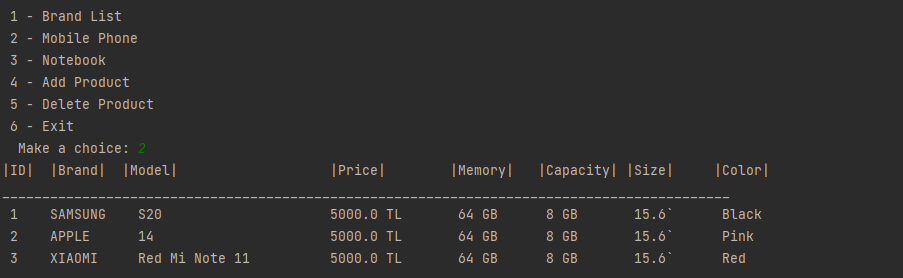 1 - Brand List
2 - Mobile Phone
3 - Notebook
4 - Add Product
5 - Delete Product
6 - Exit
Make a choice: 2
|ID| |Brand| |Model| |Price| |Memory| |Capacity| |Size| |Color|
___________________________________________________________________________________________
1 SAMSUNG S20 5000.0 TL 64 GB 8 GB 15.6` Black
2 APPLE 14 5000.0 TL 64 GB 8 GB 15.6` Pink
3 XIAOMI Red Mi Note 11 5000.0 TL 64 GB 8 GB 15.6` Red